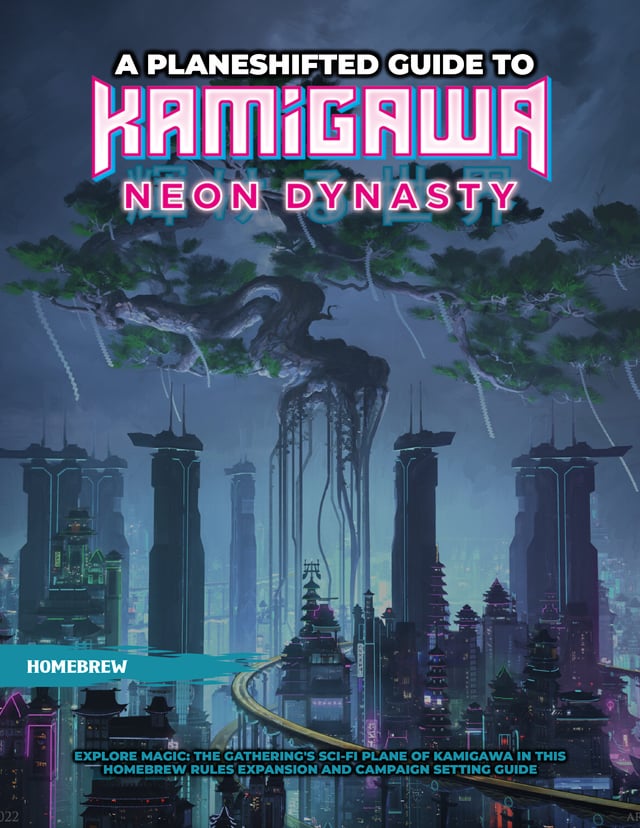 A PLANESHIFTED GUIDE TO
KAMiGAWA
NEON DYNASTY
輝ける世界
HOMEBREW
EXPLORE MAGIC: THE GATHERING'S SCI-FI PLANE OF KAMIGAWA IN THIS
HOMEBREW RULES EXPANSION AND CAMPAIGN SETTING GUIDE